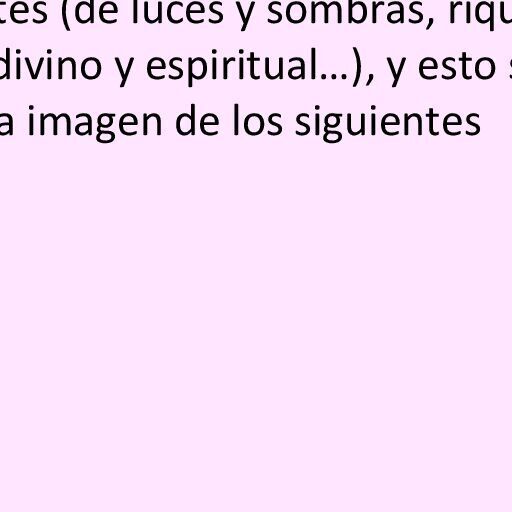 tes (de luces y sombras, riqu
divino y espiritual…), y esto s
a imagen de los siguientes